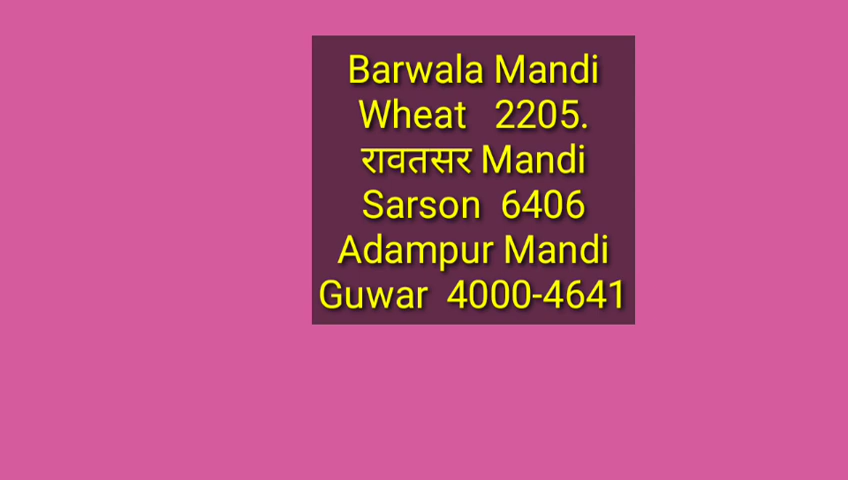 Barwala Mandi
Wheat 2205.
रावतसर Mandi
Sarson 6406
Adampur Mandi
Guwar 4000-4641